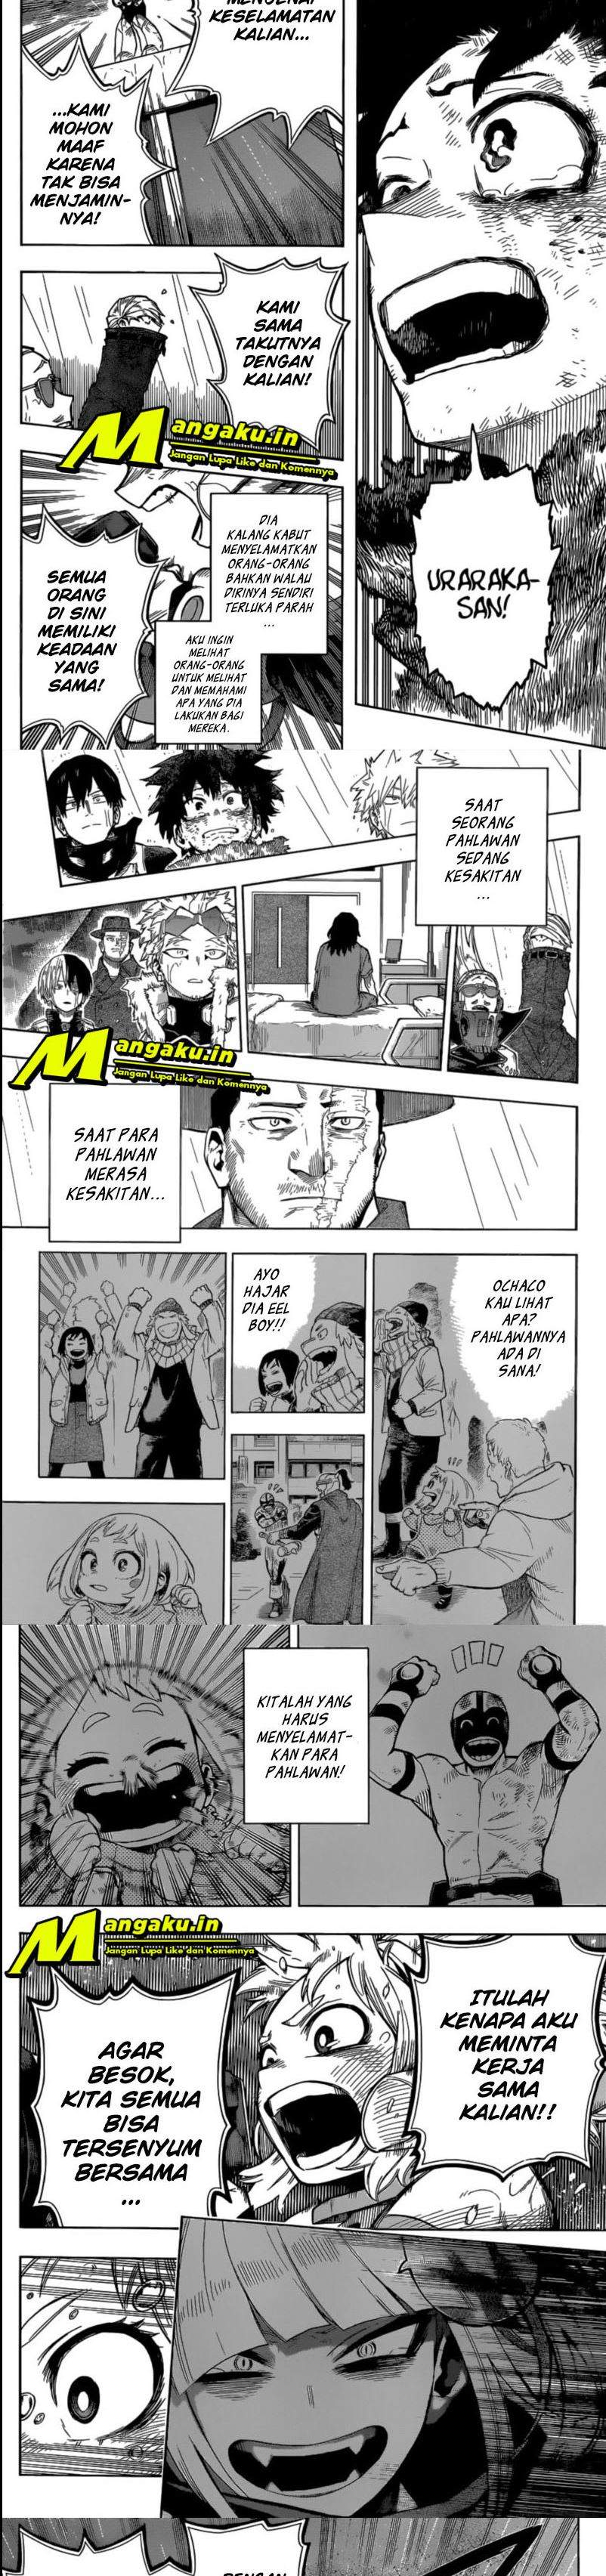 MENGENAI
KESELAMATAN
KALIAN...
...KAMI
MOHON
MAAF
KARENA
TAK BISA
MENJAMIN-
NYA!
KAMI
SAMA
TAKUTNYA
DENGAN
KALIAN!
Mangaku.in
Jangan Lupa Like dan Komennya
URARAKA-
SAN!
DIA
KALANG KABUT
MENYELAMATKAN
ORANG-ORANG
BAHKAN WALAU
DIRINYA SENDIRI
TERLUKA PARAH
...
SEMUA
ORANG
DI SINI
MEMILIKI
KEADAAN
YANG
SAMA!
AKU INGIN
MELIHAT
ORANG-ORANG
UNTUK MELIHAT
DAN MEMAHAMI
APA YANG DIA
LAKUKAN BAGI
MEREKA.
SAAT
SEORANG
PAHLAWAN
SEDANG
KESAKITAN
...
Mangaku.in
Jangan Lupa Like dan Komennya
SAAT PARA
PAHLAWAN
MERASA
KESAKITAN...
OCHACO
KAU LIHAT
APA?
PAHLAWANNYA
ADA DI
SANA!
AYO
HAJAR
DIA EEL
BOY!!
KITALAH YANG
HARUS
MENYELAMAT-
KAN PARA
PAHLAWAN!
Mangaku.in
Jangan Lupa Like dan Komennya
ITULAH
KENAPA AKU
MEMINTA
KERJA
SAMA
KALIAN!!
AGAR
BESOK,
KITA SEMUA
BISA
TERSENYUM
BERSAMA
...
DENGAN